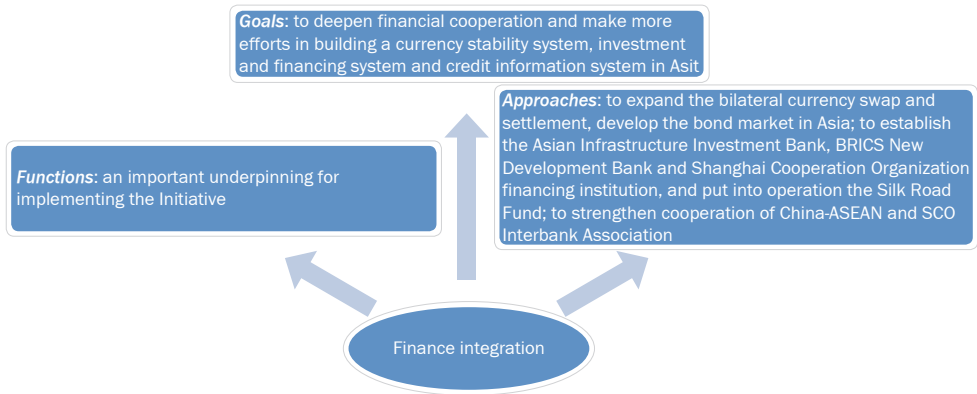 Goals: to deepen financial cooperation and make more
efforts in building a currency stability system, investment
and financing system and credit information system in Asit
Approaches: to expand the bilateral currency swap and
settlement, develop the bond market in Asia; to establish
the Asian Infrastructure Investment Bank, BRICS New
Development Bank and Shanghai Cooperation Organization
financing institution, and put into operation the Silk Road
Fund; to strengthen cooperation of China-ASEAN and SCO
Interbank Association
Functions: an important underpinning for
implementing the Initiative
Finance integration